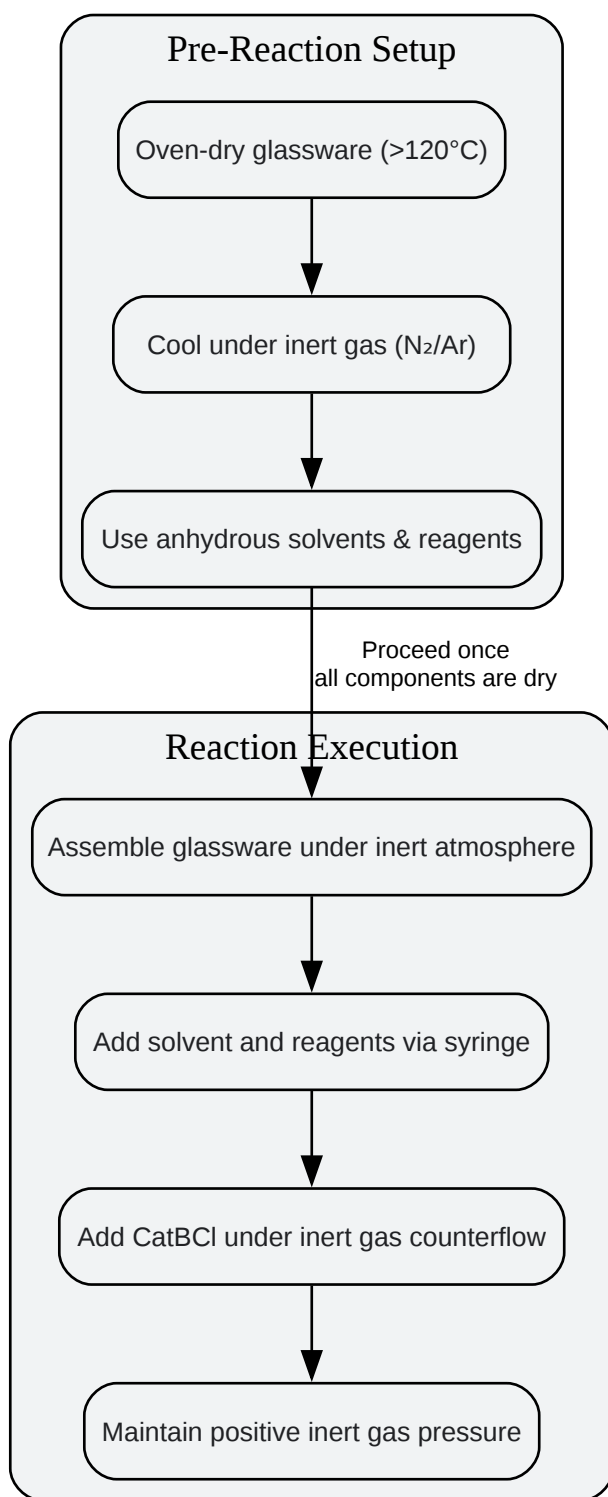 Pre-Reaction Setup
Oven-dry glassware (>120°C)
Cool under inert gas (N₂/Ar)
Use anhydrous solvents & reagents
Proceed once
all components are dry
Reaction Execution
Assemble glassware under inert atmosphere
Add solvent and reagents via syringe
Add CatBCl under inert gas counterflow
Maintain positive inert gas pressure